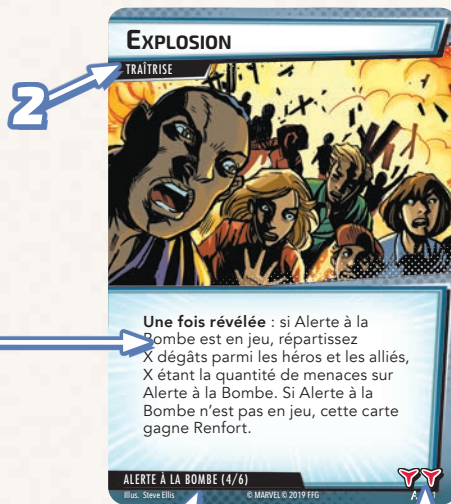 EXPLOSION
2
TRAÎTRISE
Une fois révélée : si Alerte à la
Bombe est en jeu, répartissez
X dégâts parmi les héros et les alliés,
X étant la quantité de menaces sur
Alerte à la Bombe. Si Alerte à la
Bombe n'est pas en jeu, cette carte
gagne Renfort.
ALERTE À LA BOMBE (4/6)
Illus. Steve Ellis © MARVEL © 2019 FFG